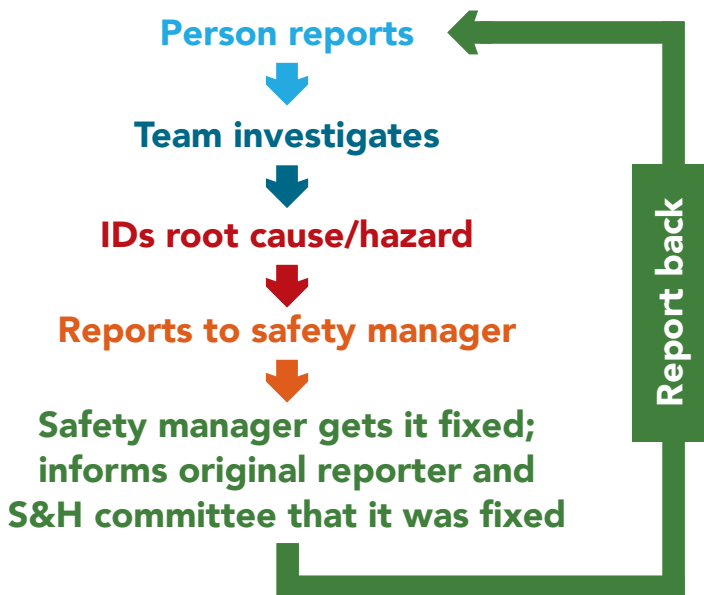 Person reports
Team investigates
IDs root cause/hazard
Reports to safety manager
Safety manager gets it fixed;
informs original reporter and
S&H committee that it was fixed
Report back